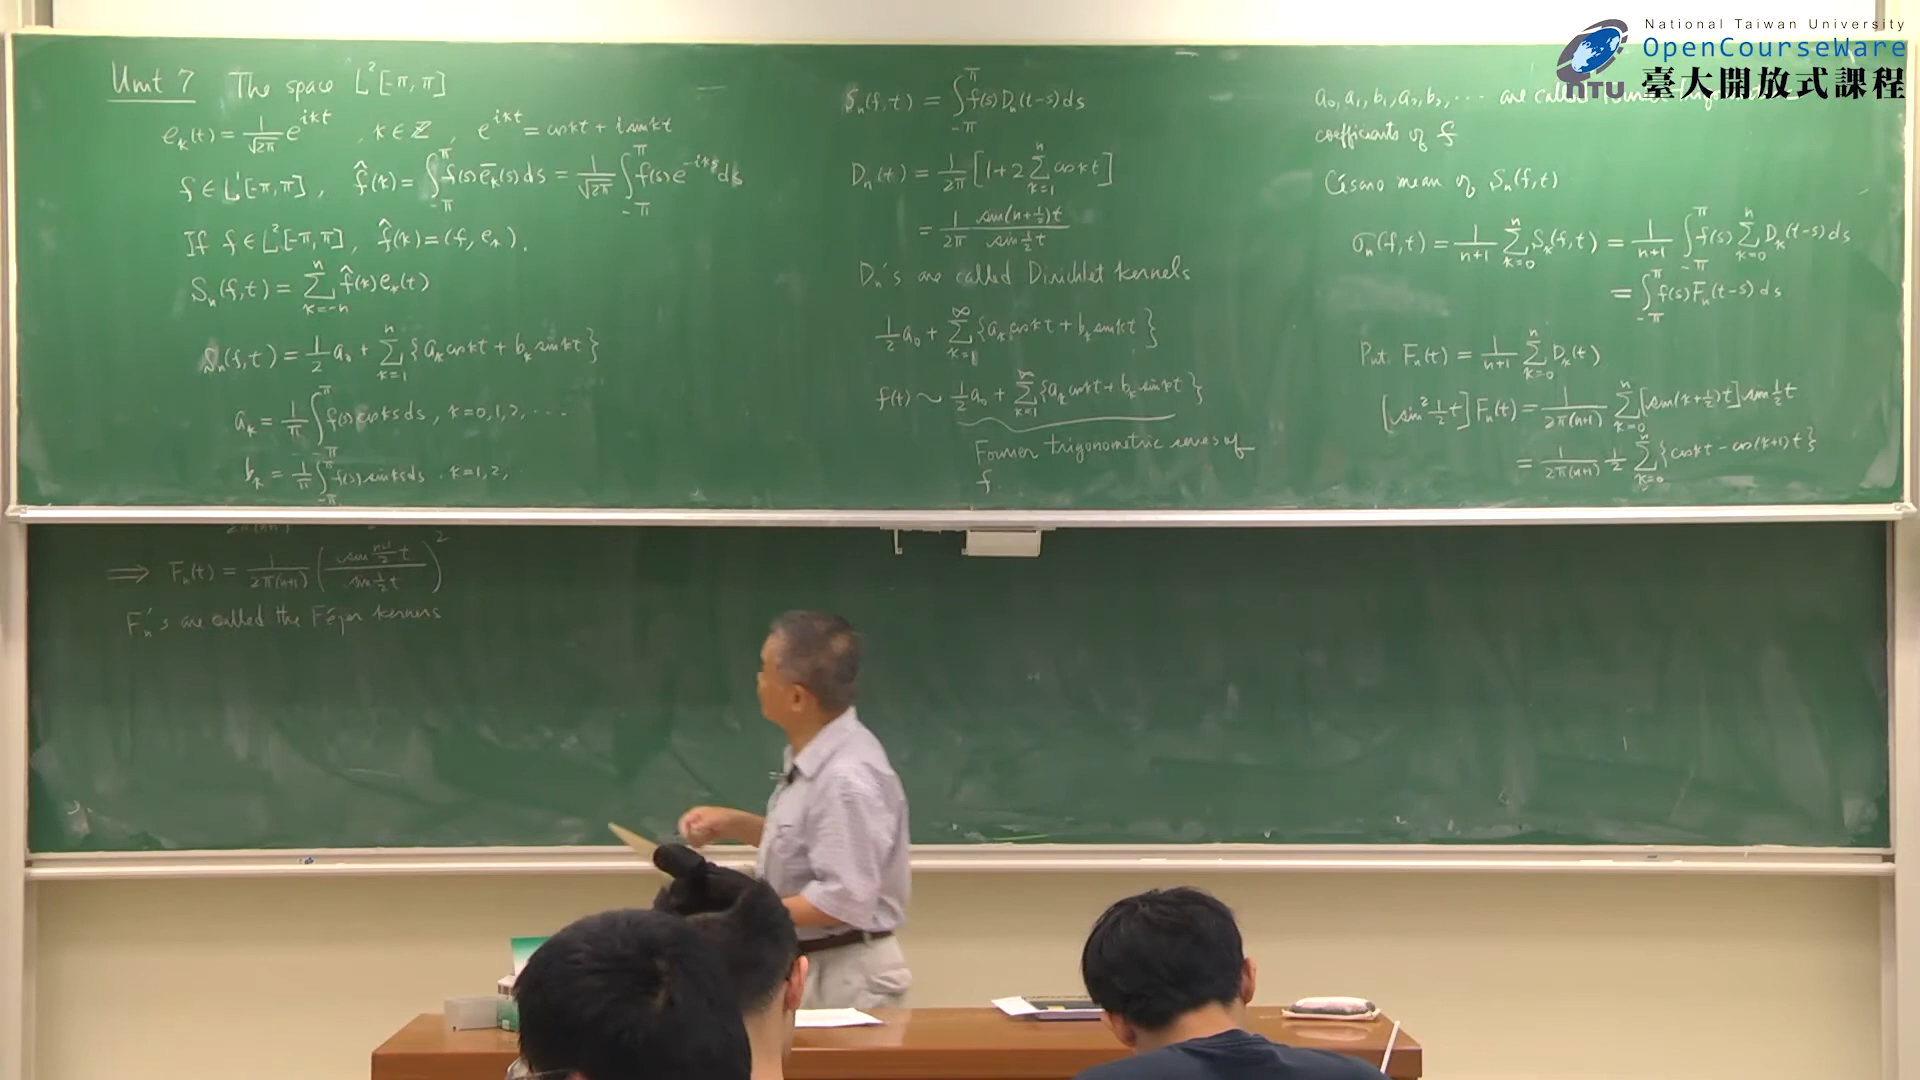 National Taiwan University
OpenCourseWare
臺大開放式課程
NTU
Unit 7 The space L²[-π, π]
e_k(t) = 1/√2π e^{ikt}, k ∈ ℤ, e^{ikt} = cos kt + i sin kt
f ∈ L¹[-π, π], f̂(k) = ∫_{-π}^{π} f(s) ē_k(s) ds = 1/√2π ∫_{-π}^{π} f(s) e^{-iks} ds
If f ∈ L²[-π, π], f̂(k) = (f, e_k).
S_n(f,t) = Σ_{k=-n}^{n} f̂(k) e_k(t)
S_n(f,t) = 1/2 a_0 + Σ_{k=1}^{n} {a_k cos kt + b_k sin kt}
a_k = 1/π ∫_{-π}^{π} f(s) cos ks ds, k=0,1,2,...
b_k = 1/π ∫_{-π}^{π} f(s) sin ks ds. k=1,2,
S_n(f,t) = ∫_{-π}^{π} f(s) D_n(t-s) ds
D_n(t) = 1/2π [1+2 Σ_{k=1}^{n} cos kt]
= 1/2π sin(n+1/2)t / sin 1/2 t
D_n's are called Dirichlet kernels
1/2 a_0 + Σ_{k=1}^{∞} {a_k cos kt + b_k sin kt}
f(t) ~ 1/2 a_0 + Σ_{k=1}^{∞} {a_k cos kt + b_k sin kt}
Fourier trigonometric series of
f
a_0, a_1, b_1, a_2, b_2, ... are called
coefficients of f
Césaro mean of S_n(f,t)
σ_n(f,t) = 1/(n+1) Σ_{k=0}^{n} S_k(f,t) = 1/(n+1) ∫_{-π}^{π} f(s) Σ_{k=0}^{n} D_k(t-s) ds
= ∫_{-π}^{π} f(s) F_n(t-s) ds
Put F_n(t) = 1/(n+1) Σ_{k=0}^{n} D_k(t)
[sin² 1/2 t] F_n(t) = 1/2π(n+1) Σ_{k=0}^{n} [sin(k+1/2)t] sin 1/2 t
= 1/2π(n+1) 1/2 Σ_{k=0}^{n} {cos kt - cos(k+1)t}
2π(n+1)
⟹ F_n(t) = 1/2π(n+1) (sin (n+1)/2 t / sin 1/2 t)²
F_n's are called the Féjer kernels